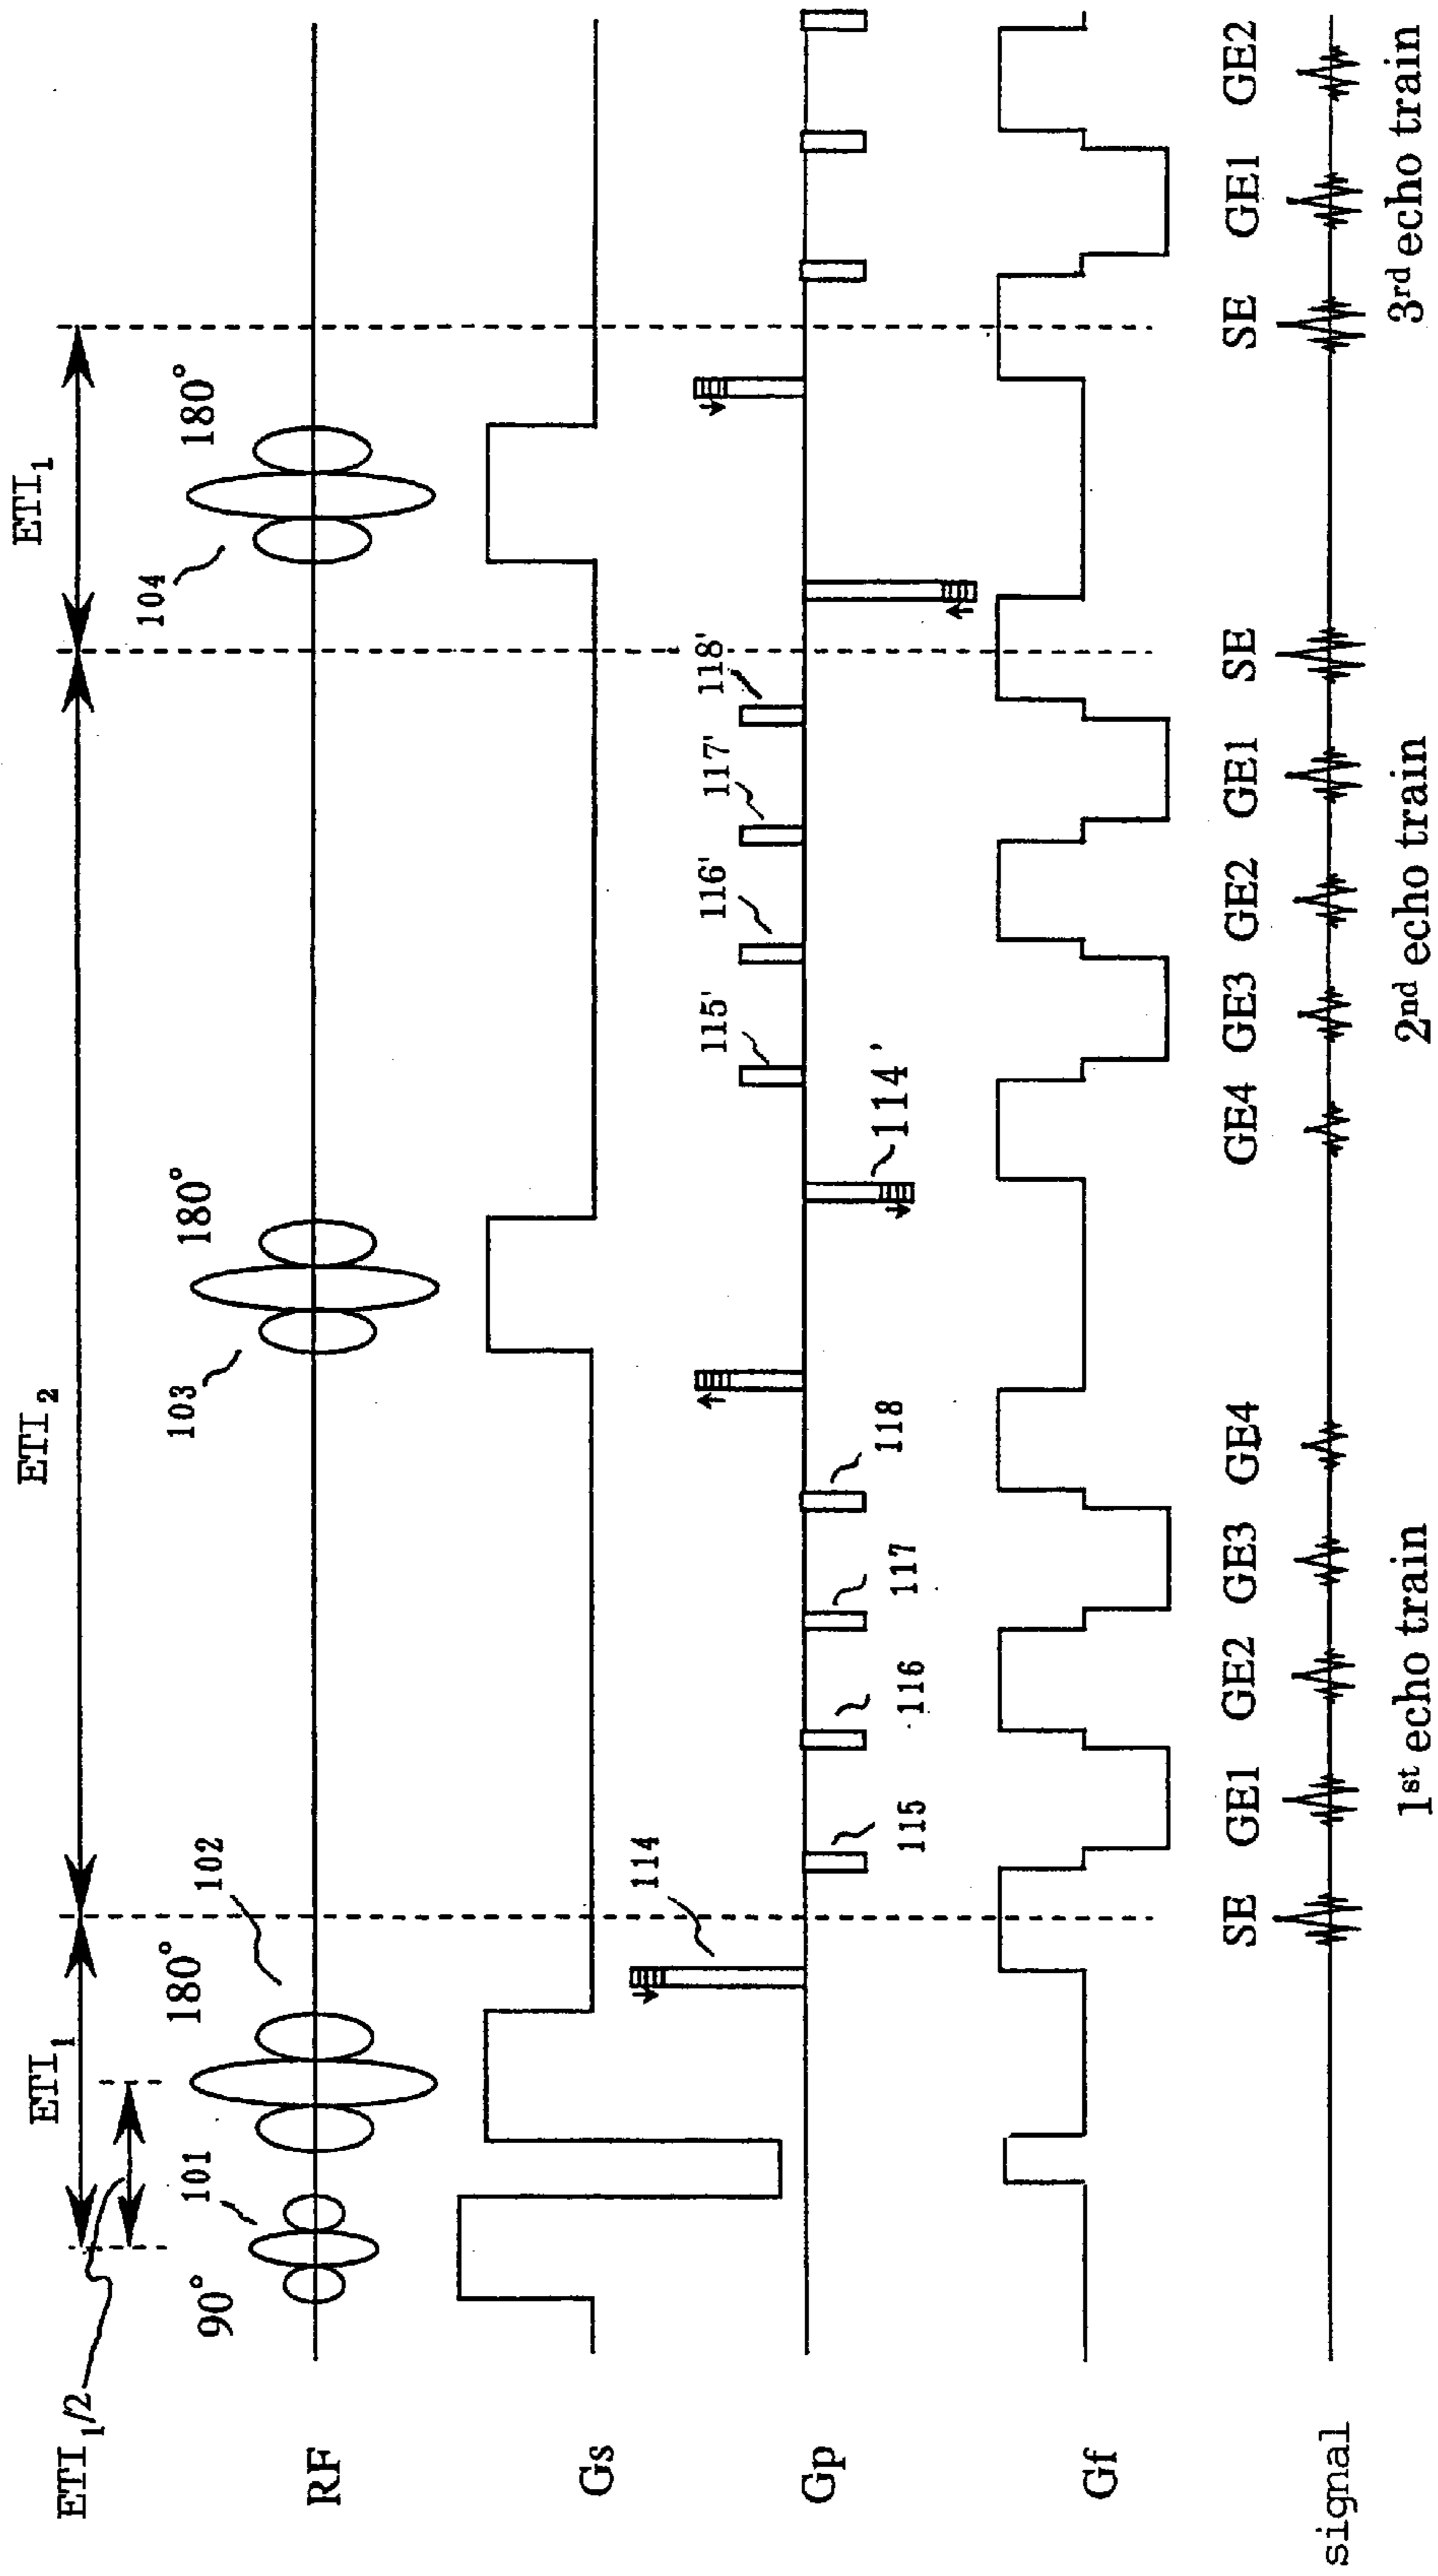 ETI1/2
ETI1
ETI2
ETI1
RF
90°
101
180°
102
103
180°
104
180°
Gs
Gp
114
115
116
117
118
114'
115'
116'
117'
118'
Gf
signal
SE
GE1
GE2
GE3
GE4
GE4
GE3
GE2
GE1
SE
SE
GE1
GE2
1st echo train
2nd echo train
3rd echo train